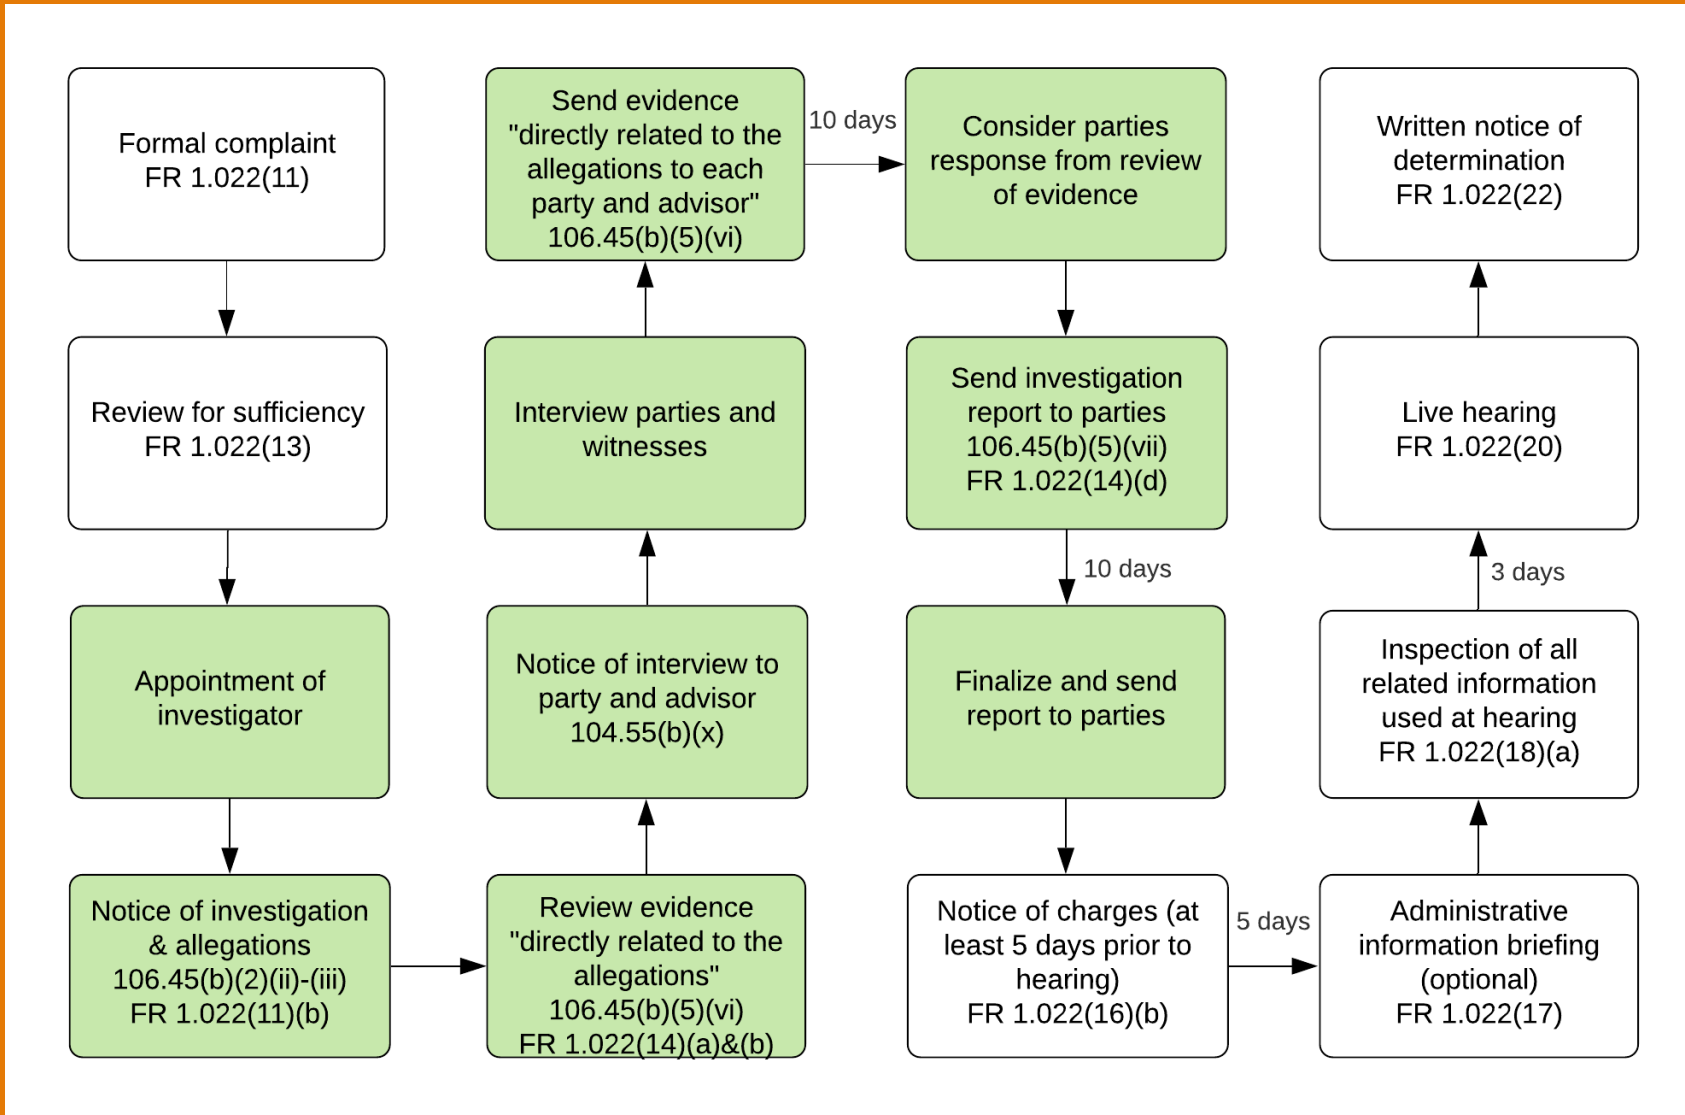 Formal complaint
FR 1.022(11)
Review for sufficiency
FR 1.022(13)
Appointment of
investigator
Notice of investigation
& allegations
106.45(b)(2)(ii)-(iii)
FR 1.022(11)(b)
Review evidence
"directly related to the
allegations"
106.45(b)(5)(vi)
FR 1.022(14)(a)&(b)
Notice of interview to
party and advisor
104.55(b)(x)
Interview parties and
witnesses
Send evidence
"directly related to the
allegations to each
party and advisor"
106.45(b)(5)(vi)
10 days
Consider parties
response from review
of evidence
Send investigation
report to parties
106.45(b)(5)(vii)
FR 1.022(14)(d)
10 days
Finalize and send
report to parties
Notice of charges (at
least 5 days prior to
hearing)
FR 1.022(16)(b)
5 days
Administrative
information briefing
(optional)
FR 1.022(17)
Inspection of all
related information
used at hearing
FR 1.022(18)(a)
3 days
Live hearing
FR 1.022(20)
Written notice of
determination
FR 1.022(22)